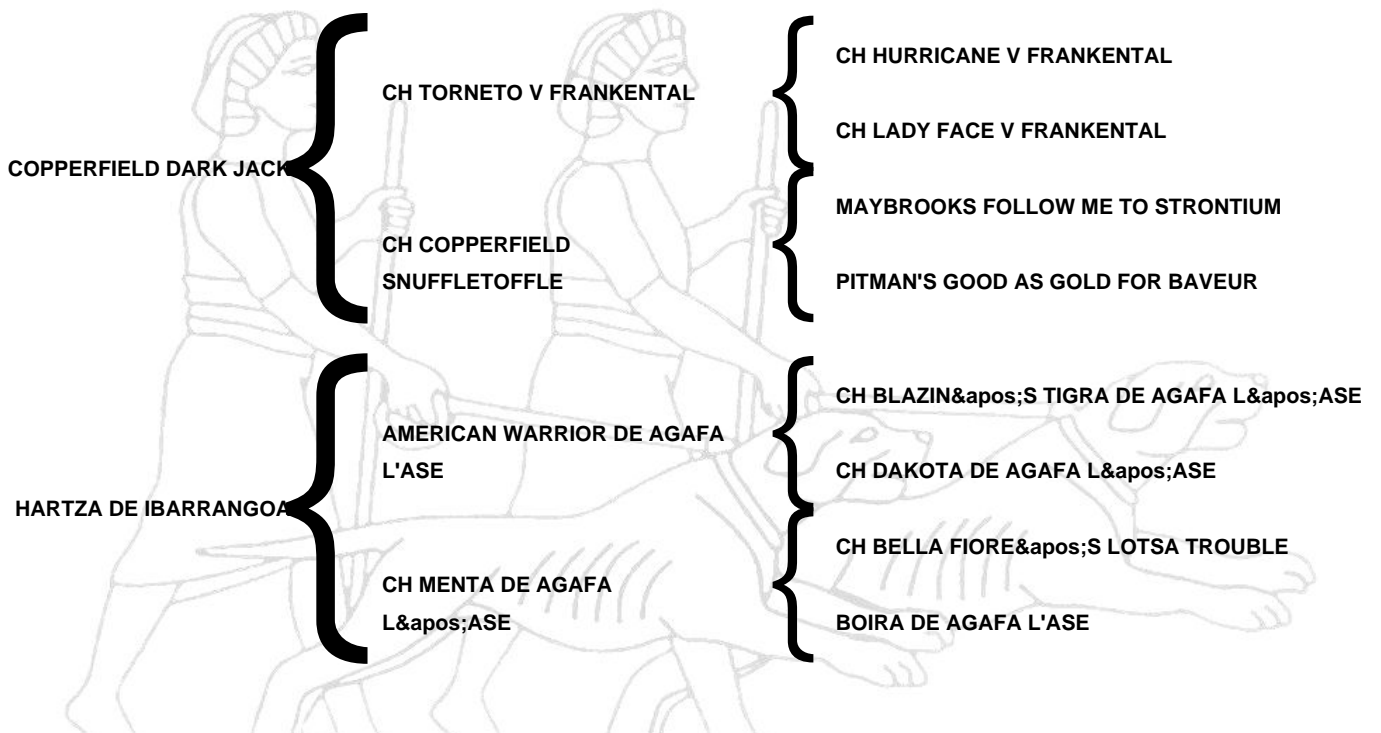 CH HURRICANE V FRANKENTAL
CH TORNETO V FRANKENTAL
CH LADY FACE V FRANKENTAL
COPPERFIELD DARK JACK
MAYBROOKS FOLLOW ME TO STRONTIUM
CH COPPERFIELD
SNUFFLETOFFLE
PITMAN'S GOOD AS GOLD FOR BAVEUR
CH BLAZIN&apos;S TIGRA DE AGAFA L&apos;ASE
AMERICAN WARRIOR DE AGAFA
L'ASE
CH DAKOTA DE AGAFA L&apos;ASE
HARTZA DE IBARRANGOA
CH BELLA FIORE&apos;S LOTSA TROUBLE
CH MENTA DE AGAFA
L&apos;ASE
BOIRA DE AGAFA L'ASE